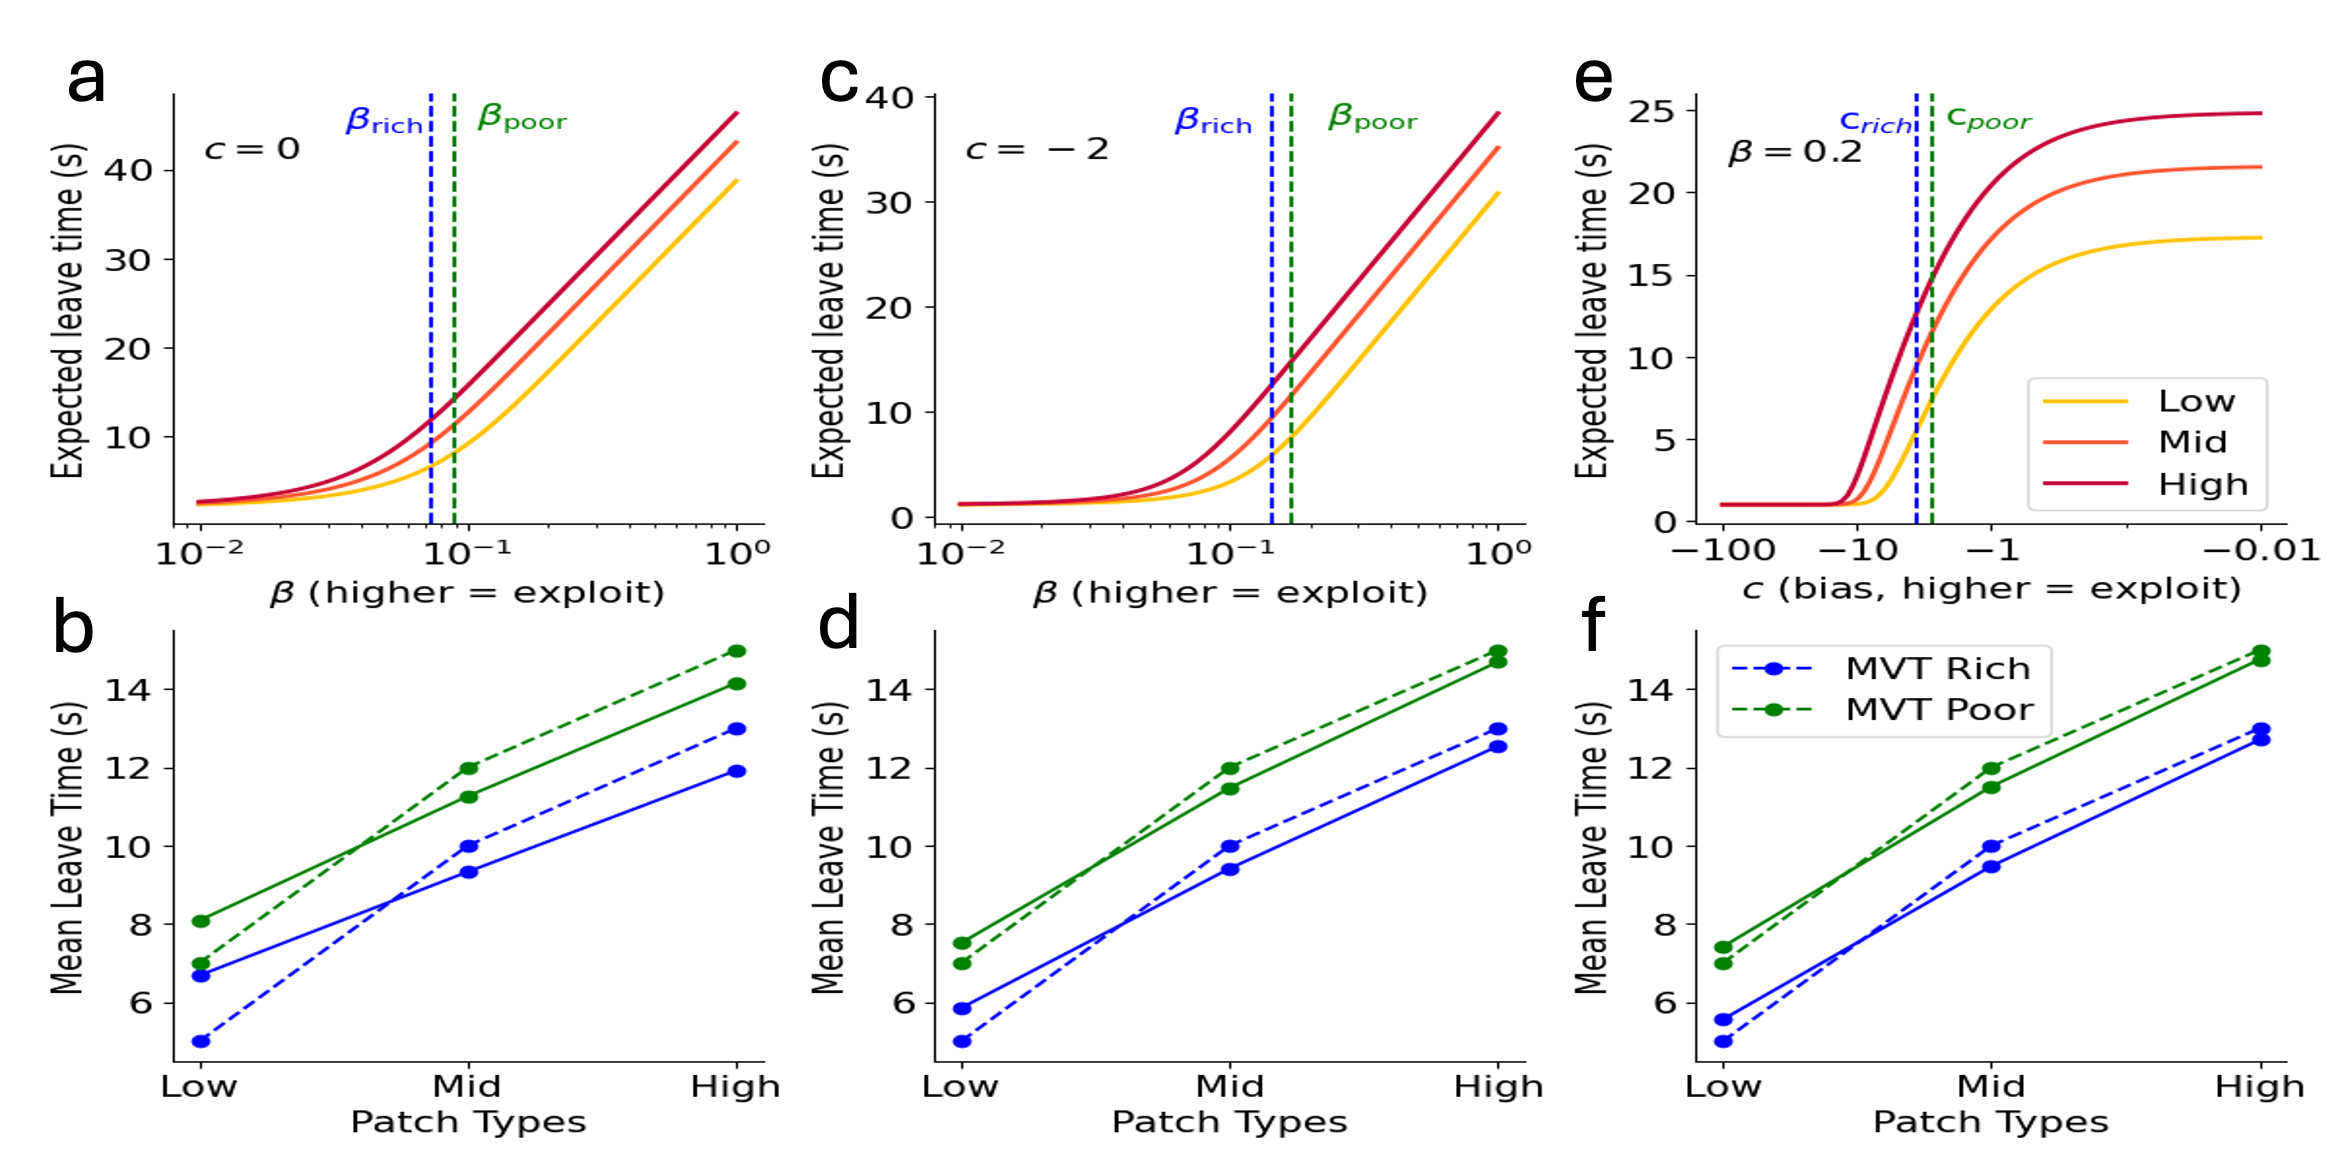 a
β_rich
β_poor
c = 0
Expected leave time (s)
40
30
20
10
10⁻²
10⁻¹
10⁰
β (higher = exploit)
c
β_rich
β_poor
c = −2
Expected leave time (s)
40
30
20
10
0
10⁻²
10⁻¹
10⁰
β (higher = exploit)
e
c_rich
c_poor
β = 0.2
Expected leave time (s)
25
20
15
10
5
0
Low
Mid
High
−100
−10
−1
−0.01
c (bias, higher = exploit)
b
Mean Leave Time (s)
14
12
10
8
6
Low
Mid
High
Patch Types
d
Mean Leave Time (s)
14
12
10
8
6
Low
Mid
High
Patch Types
f
MVT Rich
MVT Poor
Mean Leave Time (s)
14
12
10
8
6
Low
Mid
High
Patch Types